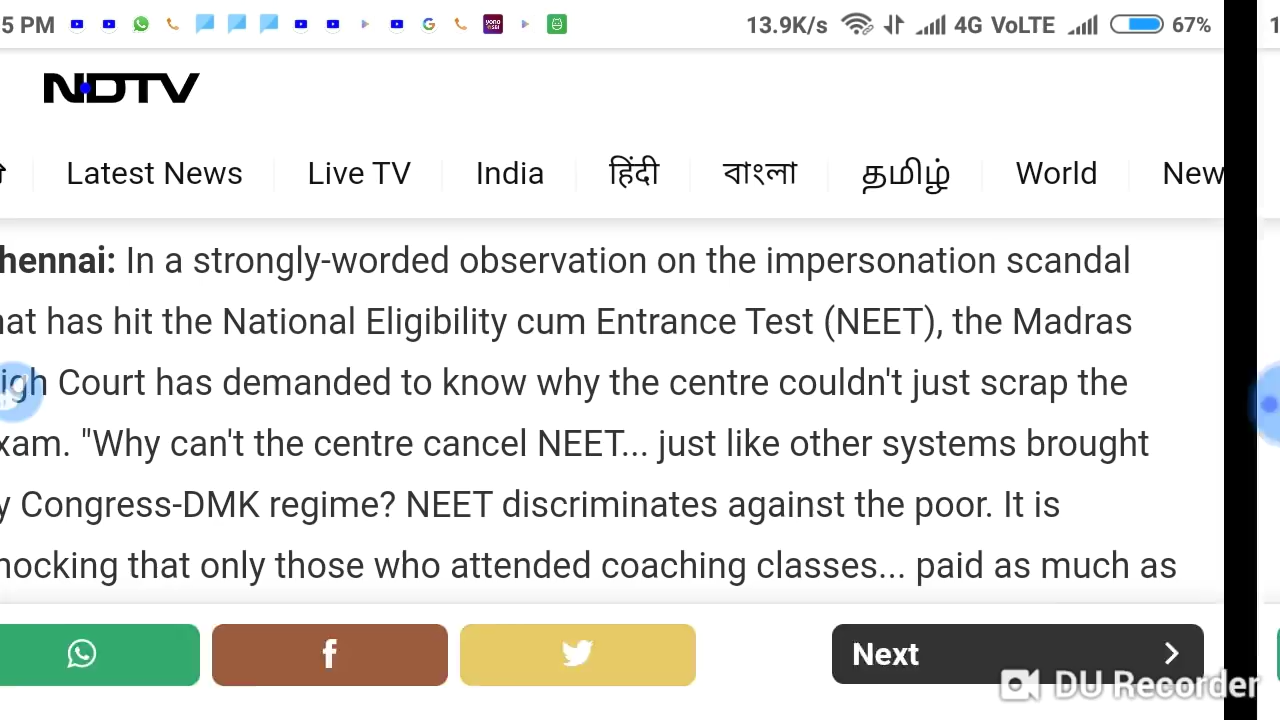 5 PM 13.9K/s 4G VoLTE 67%
NDTV
Latest News Live TV India हिंदी বাংলা தமிழ் World New
hennai: In a strongly-worded observation on the impersonation scandal
hat has hit the National Eligibility cum Entrance Test (NEET), the Madras
igh Court has demanded to know why the centre couldn't just scrap the
xam. "Why can't the centre cancel NEET... just like other systems brought
y Congress-DMK regime? NEET discriminates against the poor. It is
hocking that only those who attended coaching classes... paid as much as
Next
DU Recorder